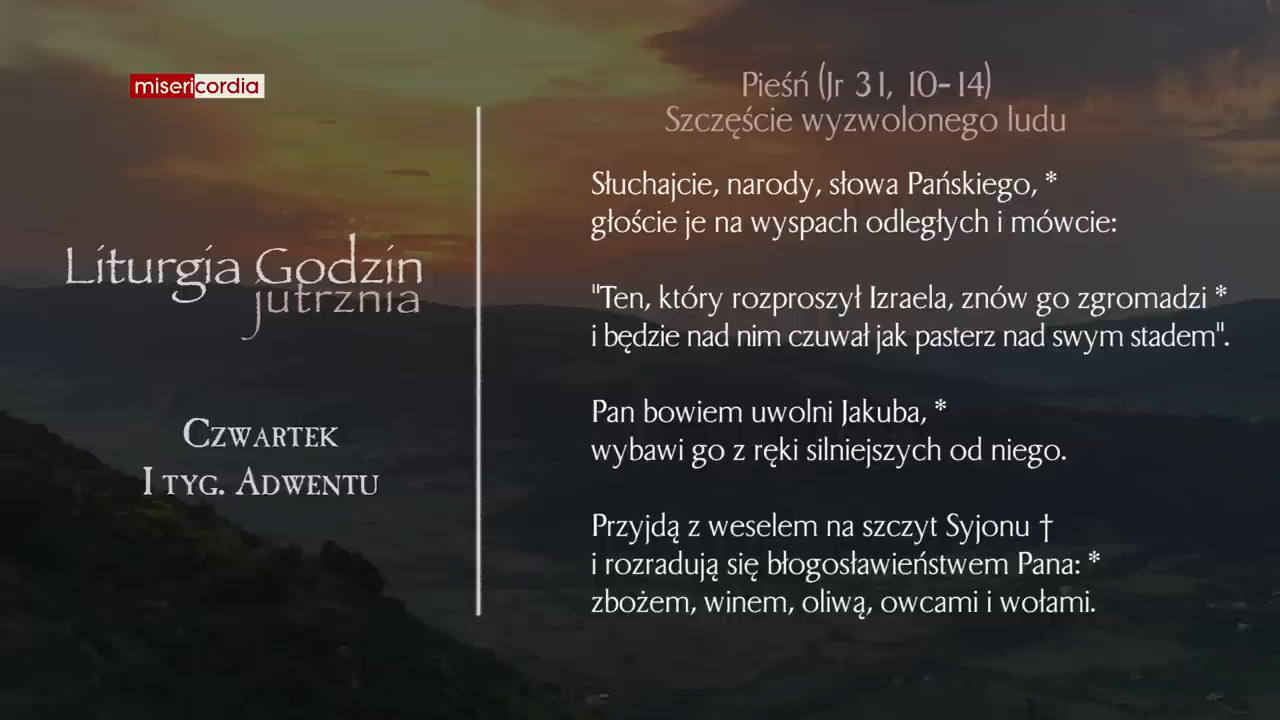 misericordia
Liturgia Godzin
jutrznia
Czwartek
I tyg. Adwentu
Pieśń (Jr 31, 10-14)
Szczęście wyzwolonego ludu
Słuchajcie, narody, słowa Pańskiego, *
głoście je na wyspach odległych i mówcie:
"Ten, który rozproszył Izraela, znów go zgromadzi *
i będzie nad nim czuwał jak pasterz nad swym stadem".
Pan bowiem uwolni Jakuba, *
wybawi go z ręki silniejszych od niego.
Przyjdą z weselem na szczyt Syjonu †
i rozradują się błogosławieństwem Pana: *
zbożem, winem, oliwą, owcami i wołami.